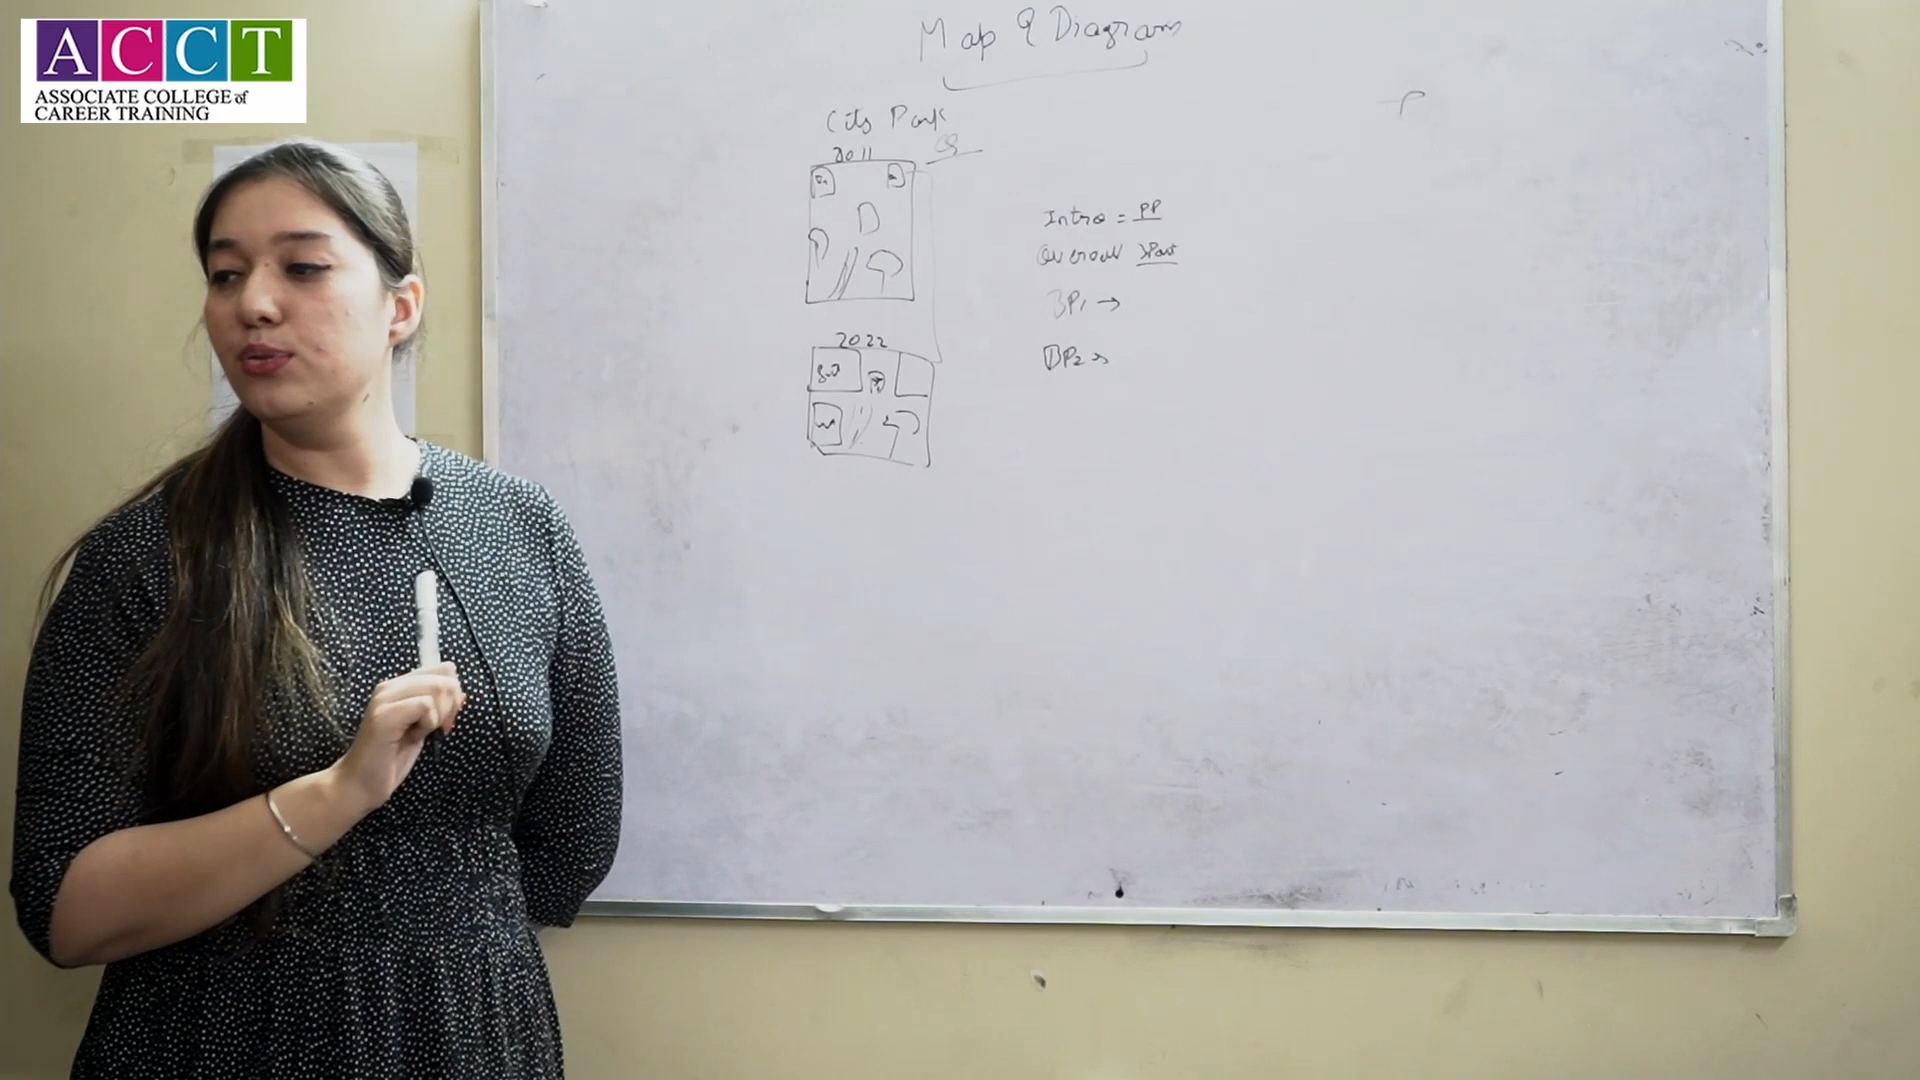 ACCT
ASSOCIATE COLLEGE of
CAREER TRAINING
Map & Diagram
City Park
2011
Intro = PP
Overall
BP1 →
2022
BP2 →